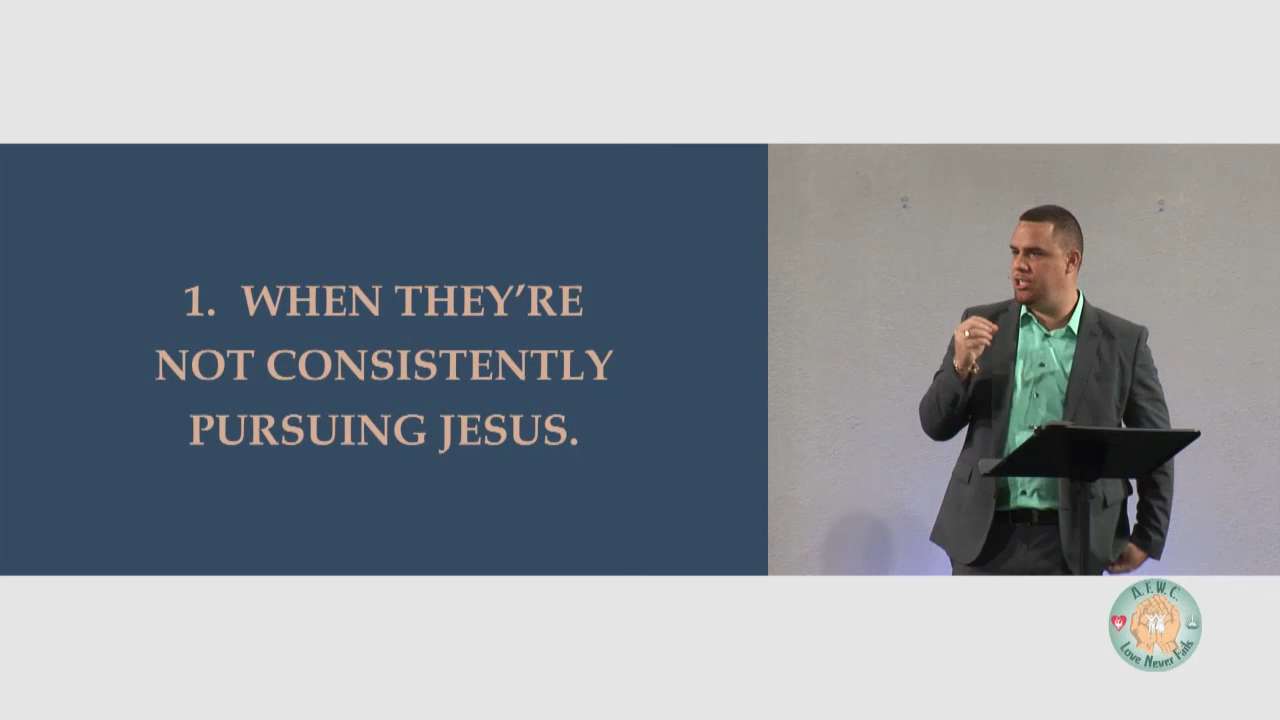 1. WHEN THEY’RE
NOT CONSISTENTLY
PURSUING JESUS.
A.F.W.C.
Love Never Fails